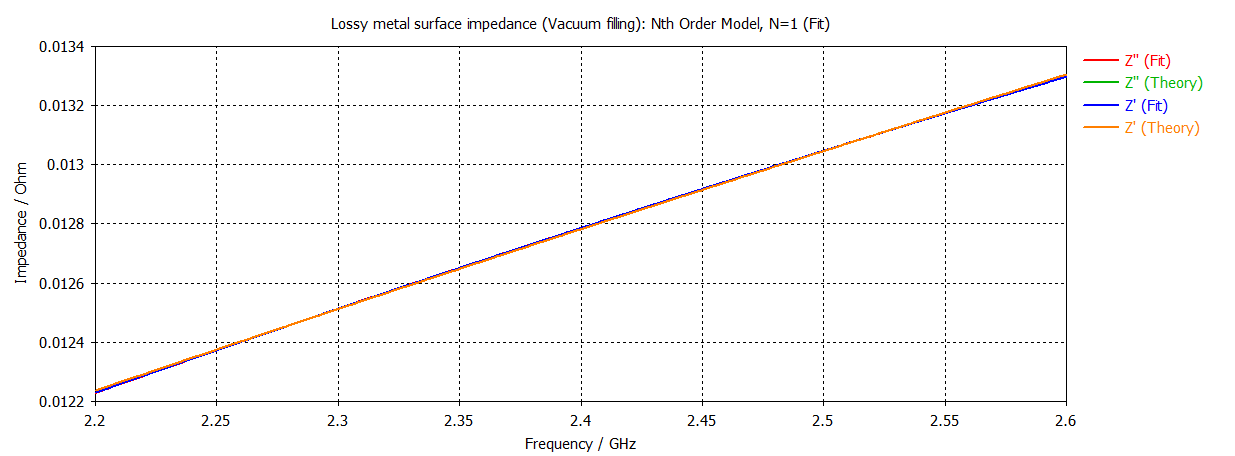 Lossy metal surface impedance (Vacuum filling): Nth Order Model, N=1 (Fit)
0.0134
0.0132
0.013
0.0128
0.0126
0.0124
0.0122
Impedance / Ohm
2.2
2.25
2.3
2.35
2.4
2.45
2.5
2.55
2.6
Frequency / GHz
Z'' (Fit)
Z'' (Theory)
Z' (Fit)
Z' (Theory)